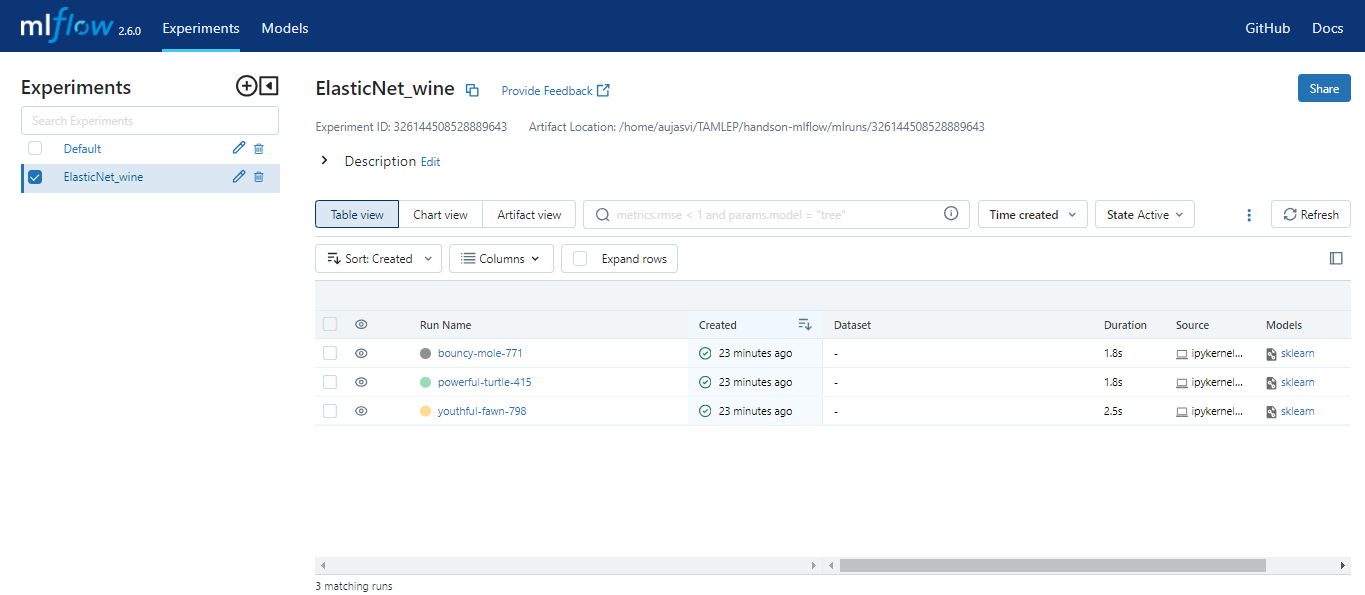 mlflow 2.6.0 Experiments Models GitHub Docs
Experiments
Search Experiments
Default
ElasticNet_wine
ElasticNet_wine Provide Feedback Share
Experiment ID: 326144508528889643 Artifact Location: /home/aujasvi/TAMLEP/handson-mlflow/mlruns/326144508528889643
Description Edit
Table view Chart view Artifact view metrics.rmse < 1 and params.model = "tree" Time created State Active Refresh
Sort: Created Columns Expand rows
Run Name Created Dataset Duration Source Models
bouncy-mole-771 23 minutes ago - 1.8s ipykernel... sklearn
powerful-turtle-415 23 minutes ago - 1.8s ipykernel... sklearn
youthful-fawn-798 23 minutes ago - 2.5s ipykernel... sklearn
3 matching runs